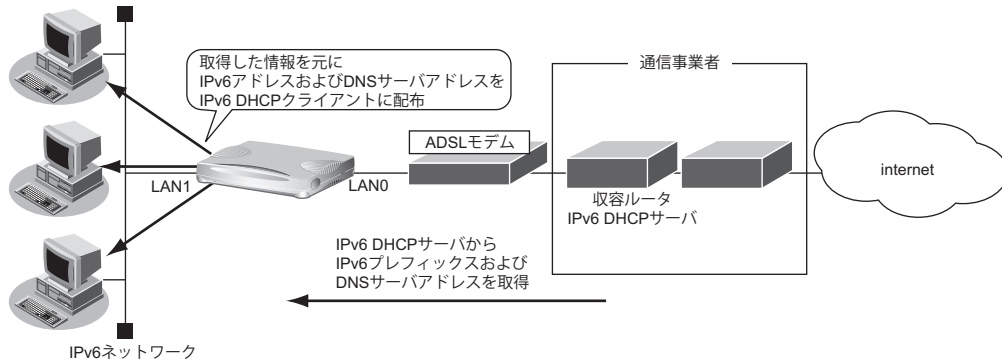 取得した情報を元に
IPv6アドレスおよびDNSサーバアドレスを
IPv6 DHCPクライアントに配布
通信事業者
ADSLモデム
internet
LAN1
LAN0
収容ルータ
IPv6 DHCPサーバ
IPv6 DHCPサーバから
IPv6プレフィックスおよび
DNSサーバアドレスを取得
IPv6ネットワーク